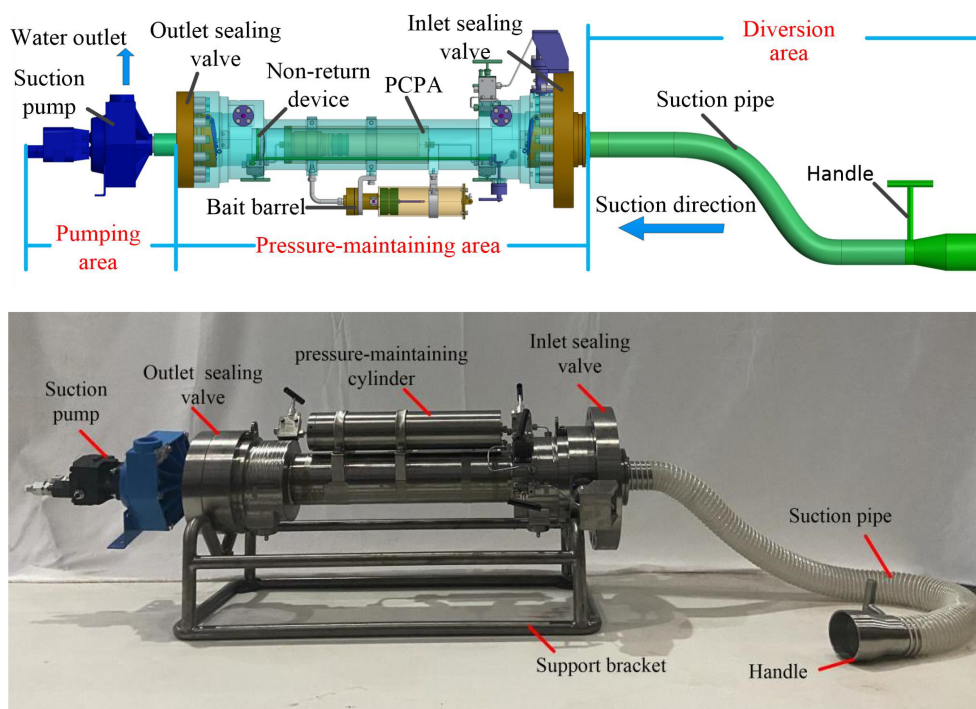 Water outlet
Suction
pump
Outlet sealing
valve
Non-return
device
PCPA
Inlet sealing
valve
Diversion
area
Suction pipe
Handle
Bait barrel
Suction direction
Pumping
area
Pressure-maintaining area
Suction
pump
Outlet sealing
valve
pressure-maintaining
cylinder
Inlet sealing
valve
Suction pipe
Support bracket
Handle